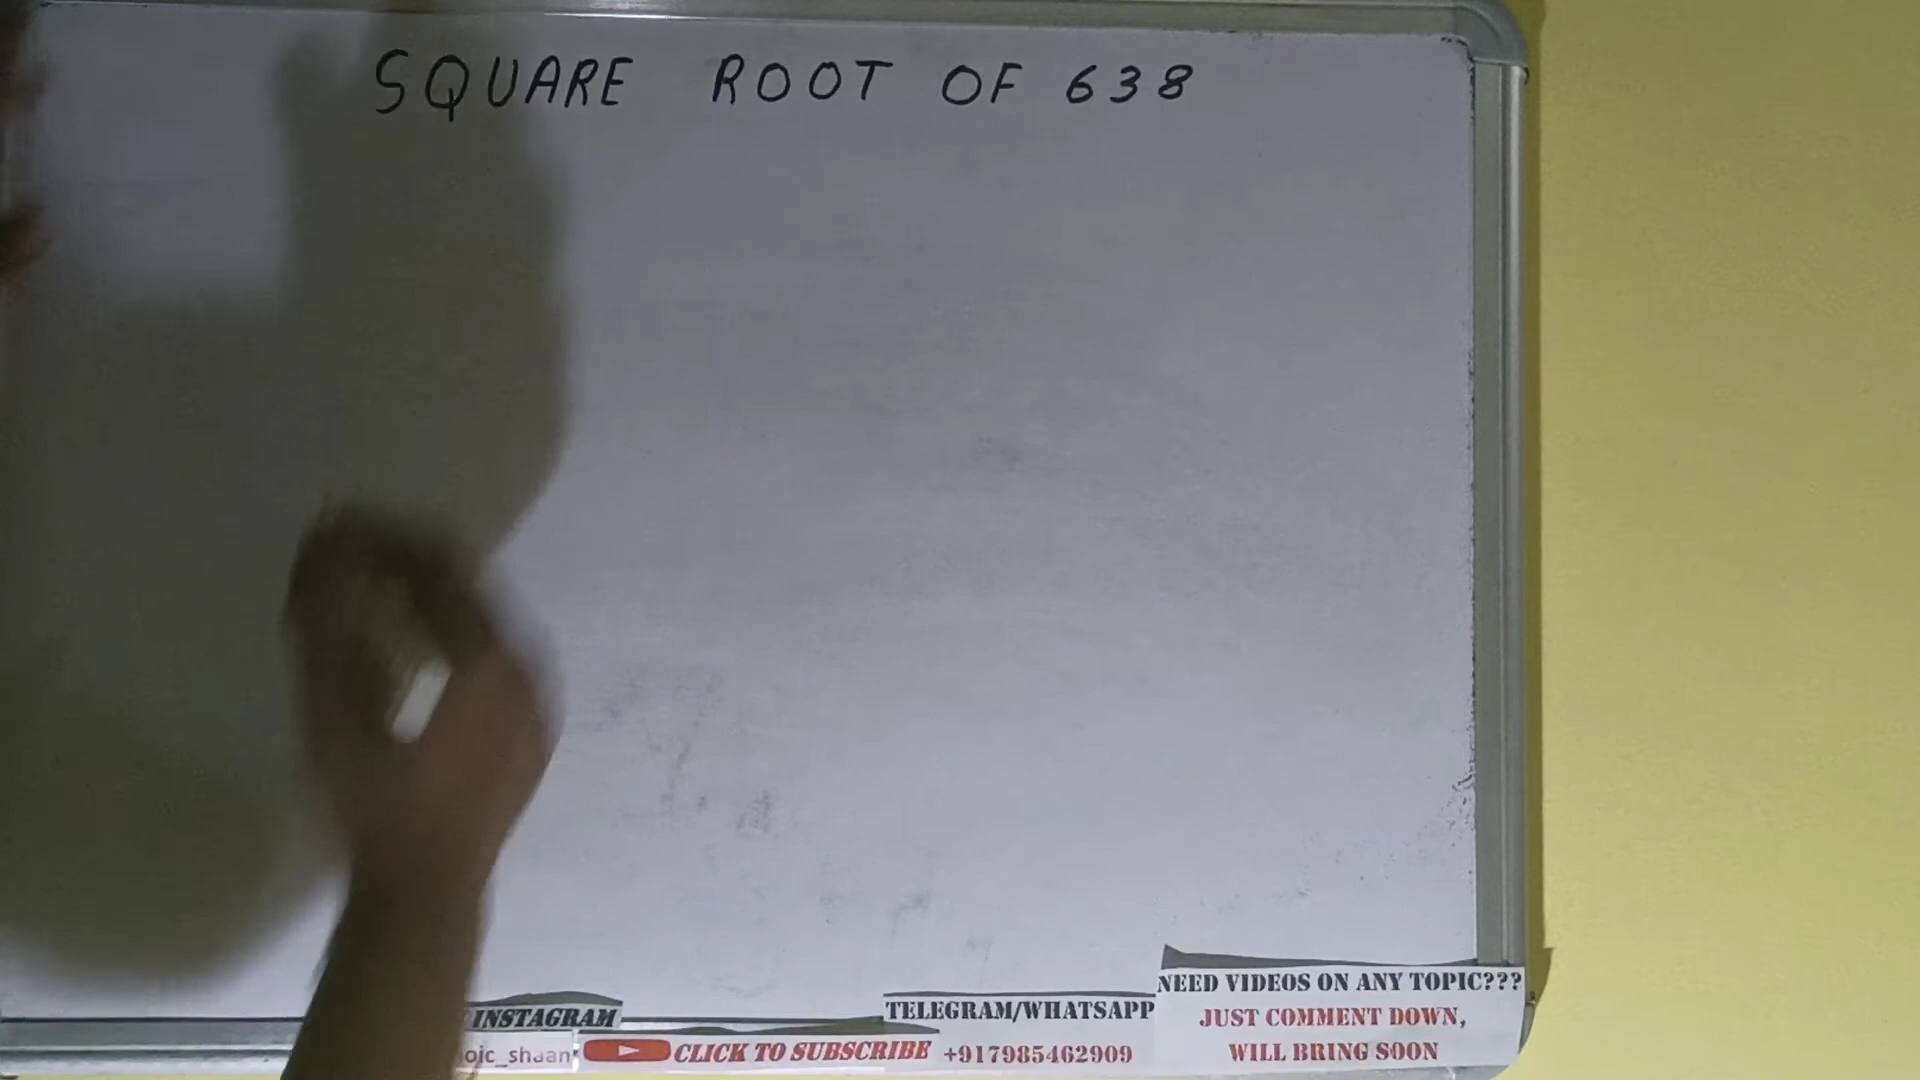 SQUARE ROOT OF 638
NEED VIDEOS ON ANY TOPIC???
JUST COMMENT DOWN,
WILL BRING SOON
TELEGRAM/WHATSAPP
+917985462909
INSTAGRAM
CLICK TO SUBSCRIBE